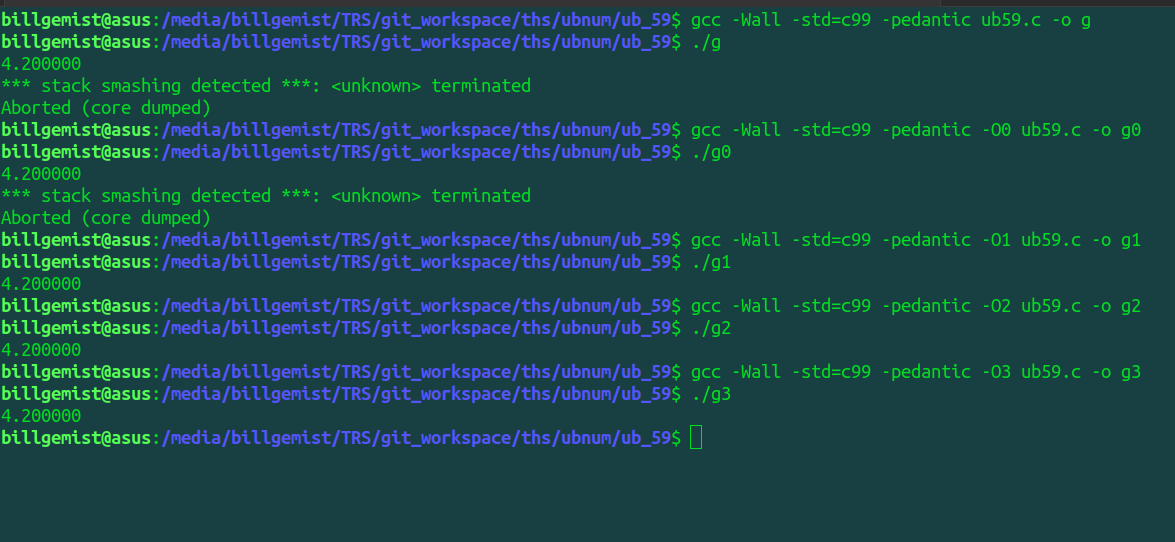 billgemist@asus:/media/billgemist/TRS/git_workspace/ths/ubnum/ub_59$ gcc -Wall -std=c99 -pedantic ub59.c -o g
billgemist@asus:/media/billgemist/TRS/git_workspace/ths/ubnum/ub_59$ ./g
4.200000
*** stack smashing detected ***: <unknown> terminated
Aborted (core dumped)
billgemist@asus:/media/billgemist/TRS/git_workspace/ths/ubnum/ub_59$ gcc -Wall -std=c99 -pedantic -O0 ub59.c -o g0
billgemist@asus:/media/billgemist/TRS/git_workspace/ths/ubnum/ub_59$ ./g0
4.200000
*** stack smashing detected ***: <unknown> terminated
Aborted (core dumped)
billgemist@asus:/media/billgemist/TRS/git_workspace/ths/ubnum/ub_59$ gcc -Wall -std=c99 -pedantic -O1 ub59.c -o g1
billgemist@asus:/media/billgemist/TRS/git_workspace/ths/ubnum/ub_59$ ./g1
4.200000
billgemist@asus:/media/billgemist/TRS/git_workspace/ths/ubnum/ub_59$ gcc -Wall -std=c99 -pedantic -O2 ub59.c -o g2
billgemist@asus:/media/billgemist/TRS/git_workspace/ths/ubnum/ub_59$ ./g2
4.200000
billgemist@asus:/media/billgemist/TRS/git_workspace/ths/ubnum/ub_59$ gcc -Wall -std=c99 -pedantic -O3 ub59.c -o g3
billgemist@asus:/media/billgemist/TRS/git_workspace/ths/ubnum/ub_59$ ./g3
4.200000
billgemist@asus:/media/billgemist/TRS/git_workspace/ths/ubnum/ub_59$